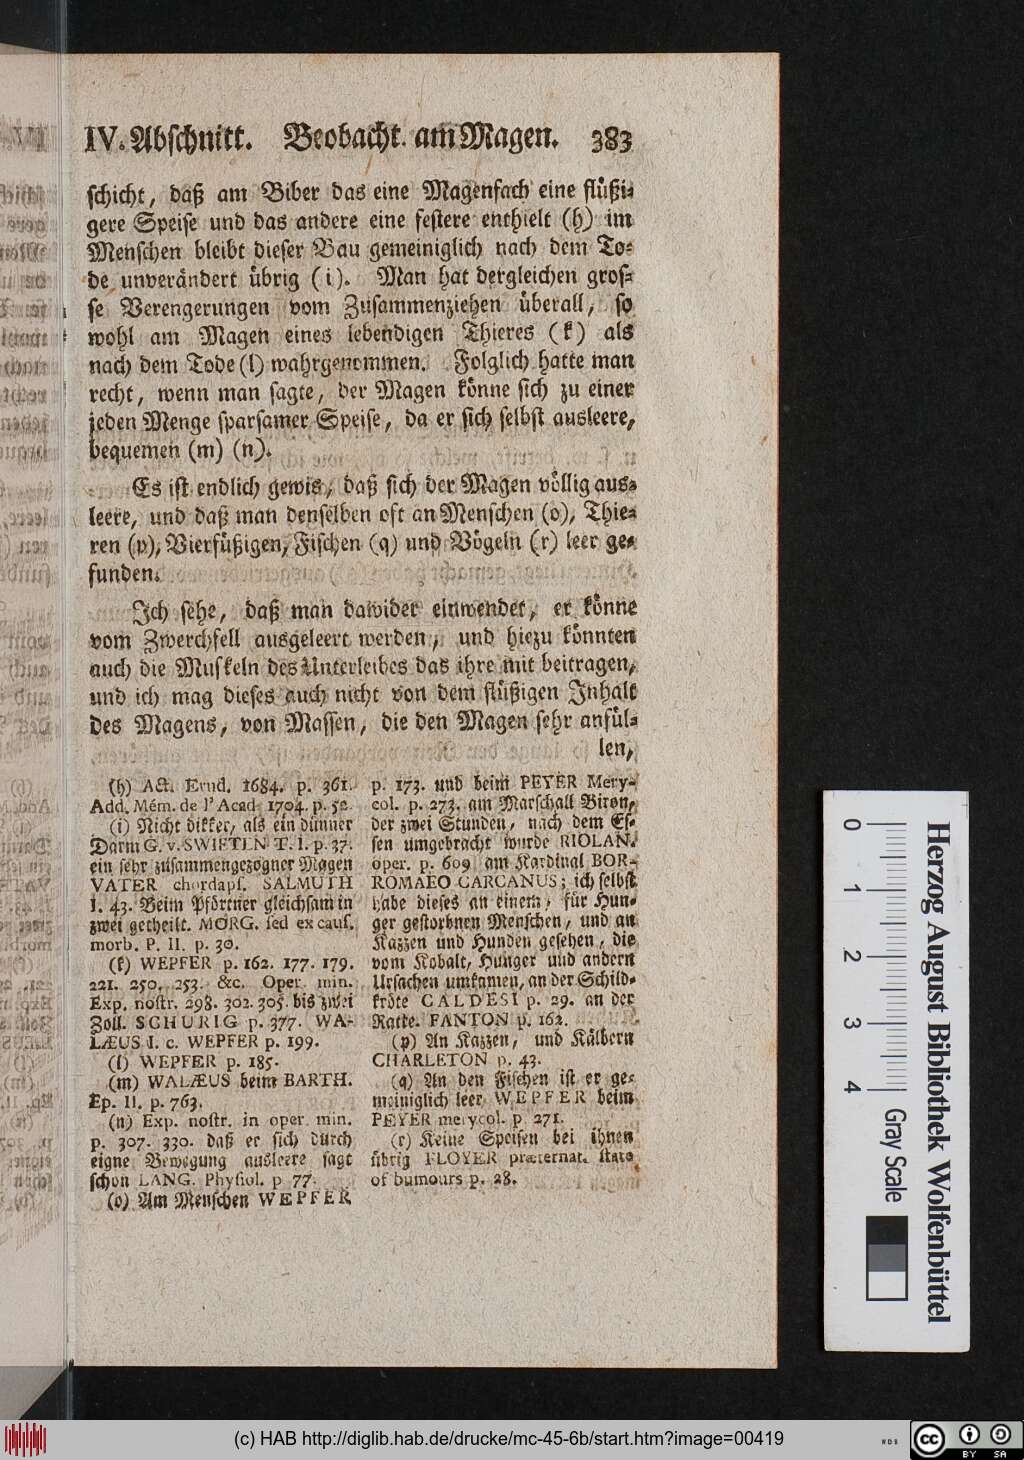 IV. Abschnitt. Beobacht. am Magen. 383
schicht, daß am Biber das eine Magenfach eine flüßi-
gere Speise und das andere eine festere enthielt (h) im
Menschen bleibt dieser Bau gemeiniglich nach dem To-
de unverändert übrig (i). Man hat dergleichen gros-
se Verengerungen vom Zusammenziehen überall, so
wohl am Magen eines lebendigen Thieres (k) als
nach dem Tode (l) wahrgenommen. Folglich hatte man
recht, wenn man sagte, der Magen könne sich zu einer
jeden Menge sparsamer Speise, da er sich selbst ausleere,
bequemen (m) (n).
Es ist endlich gewis, daß sich der Magen völlig aus-
leere, und daß man denselben oft an Menschen (o), Thie-
ren (p), Vierfüßigen, Fischen (q) und Vögeln (r) leer ge-
funden.
Ich sehe, daß man dawider einwendet, er könne
vom Zwerchfell ausgeleert werden, und hiezu könnten
auch die Muskeln des Unterleibes das ihre mit beitragen,
und ich mag dieses auch nicht von dem flüßigen Inhalt
des Magens, von Massen, die den Magen sehr anfül-
len,
(h) Act. Erud. 1684. p. 361.
Add. Mém. de l'Acad. 1704. p. 52.
(i) Nicht dikker, als ein dünner
Darm G. v. SWIETEN T. I. p. 37.
ein sehr zusammengezogner Magen
VATER chordaps. SALMUTH
I. 43. Beim Pförtner gleichsam in
zwei getheilt. MORG. sed ex caus.
morb. P. II. p. 30.
(k) WEPFER p. 162. 177. 179.
221. 250. 253. &c. Oper. min.
Exp. nostr. 298. 302. 305. bis zwei
Zoll. SCHURIG p. 377. WA-
LÆUS I. c. WEPFER p. 199.
(l) WEPFER p. 185.
(m) WALÆUS beim BARTH.
Ep. II. p. 763.
(n) Exp. nostr. in oper. min.
p. 307. 330. daß er sich durch
eigne Bewegung ausleere sagt
schon LANG. Physiol. p 77.
(o) Am Menschen WEPFER
p. 173. und beim PEYER Mery-
col. p. 273. am Marschall Biron,
der zwei Stunden, nach dem Es-
sen umgebracht wurde RIOLAN.
oper. p. 609 am Kardinal BOR-
ROMAEO CARCANUS; ich selbst
habe dieses an einem, für Hun-
ger gestorbnen Menschen, und an
Kazzen und Hunden gesehen, die
vom Kobalt, Hunger und andern
Ursachen umkamen, an der Schild-
kröte CALDESI p. 29. an der
Ratte. FANTON p. 162.
(p) An Kazzen, und Kälbern
CHARLETON p. 43.
(q) An den Fischen ist er ge-
meiniglich leer WEPFER beim
PEYER merycol. p 271.
(r) Keine Speisen bei ihnen
übrig FLOYER præternat. state
of bumours p. 28.
Herzog August Bibliothek Wolfenbüttel
0 1 2 3 4 Gray Scale
(c) HAB http://diglib.hab.de/drucke/mc-45-6b/start.htm?image=00419
WDB
cc BY SA